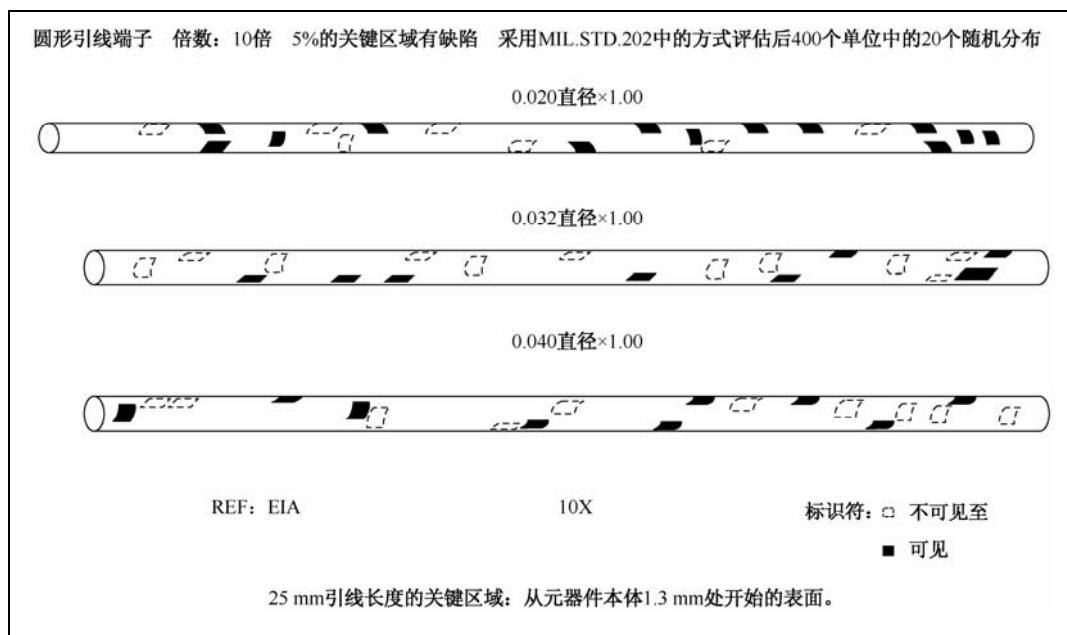 圆形引线端子 倍数：10倍 5%的关键区域有缺陷 采用MIL.STD.202中的方式评估后400个单位中的20个随机分布
0.020直径×1.00
0.032直径×1.00
0.040直径×1.00
REF：EIA 10X 标识符： 不可见至
可见
25 mm引线长度的关键区域：从元器件本体1.3 mm处开始的表面。